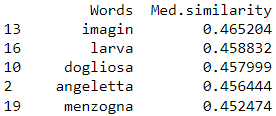 Words Med.similarity
13 imagin 0.465204
16 larva 0.458832
10 dogliosa 0.457999
2 angeletta 0.456444
19 menzogna 0.452474